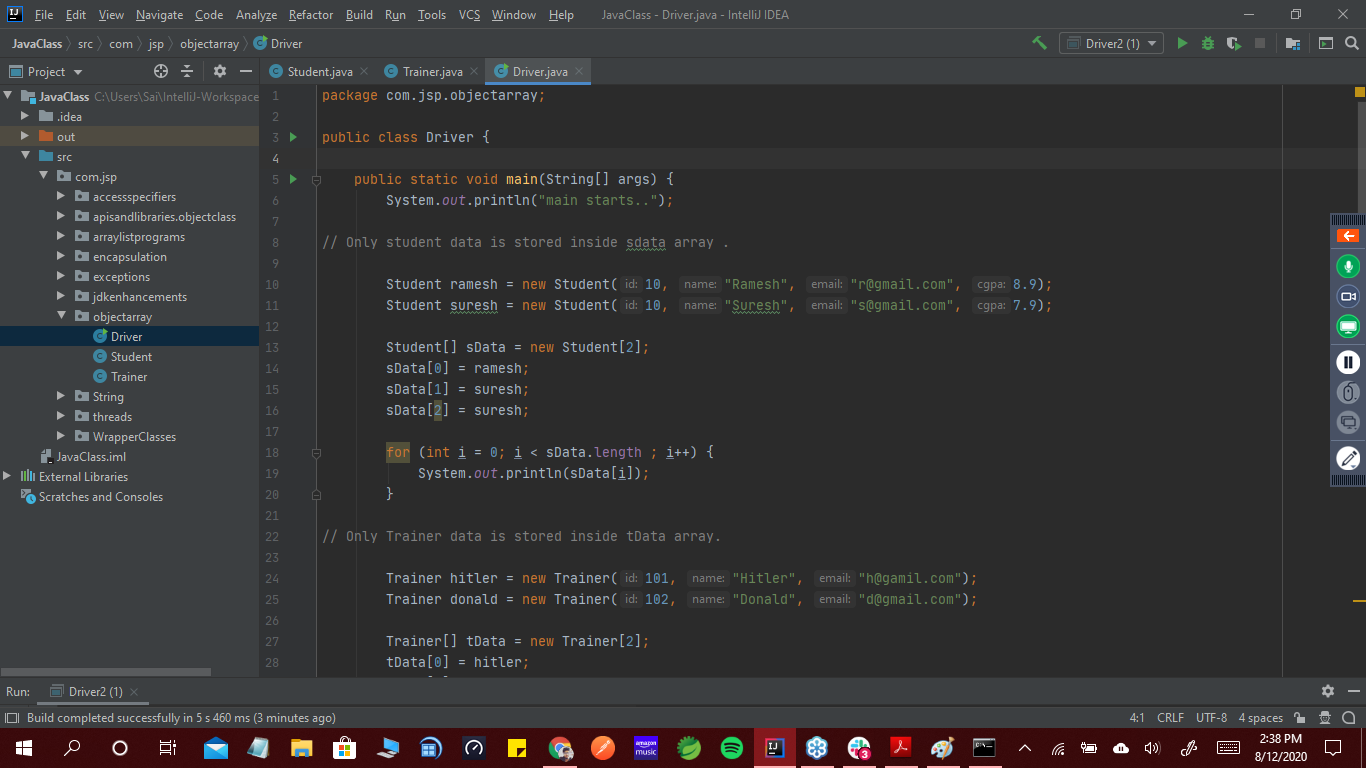 File Edit View Navigate Code Analyze Refactor Build Run Tools VCS Window Help JavaClass - Driver.java - IntelliJ IDEA
JavaClass src com jsp objectarray Driver Driver2 (1)
Project Student.java Trainer.java Driver.java
JavaClass C:\Users\Sai\IntelliJ-Workspace
.idea
out
src
com.jsp
accessspecifiers
apisandlibraries.objectclass
arraylistprograms
encapsulation
exceptions
jdkenhancements
objectarray
Driver
Student
Trainer
String
threads
WrapperClasses
JavaClass.iml
External Libraries
Scratches and Consoles
1 package com.jsp.objectarray;
2
3 public class Driver {
4
5 public static void main(String[] args) {
6 System.out.println("main starts..");
7
8 // Only student data is stored inside sdata array .
9
10 Student ramesh = new Student( id: 10, name: "Ramesh", email: "r@gmail.com", cgpa: 8.9);
11 Student suresh = new Student( id: 10, name: "Suresh", email: "s@gmail.com", cgpa: 7.9);
12
13 Student[] sData = new Student[2];
14 sData[0] = ramesh;
15 sData[1] = suresh;
16 sData[2] = suresh;
17
18 for (int i = 0; i < sData.length ; i++) {
19 System.out.println(sData[i]);
20 }
21
22 // Only Trainer data is stored inside tData array.
23
24 Trainer hitler = new Trainer( id: 101, name: "Hitler", email: "h@gamil.com");
25 Trainer donald = new Trainer( id: 102, name: "Donald", email: "d@gmail.com");
26
27 Trainer[] tData = new Trainer[2];
28 tData[0] = hitler;
Run: Driver2 (1)
Build completed successfully in 5 s 460 ms (3 minutes ago) 4:1 CRLF UTF-8 4 spaces
amazon music
3
2:38 PM
8/12/2020